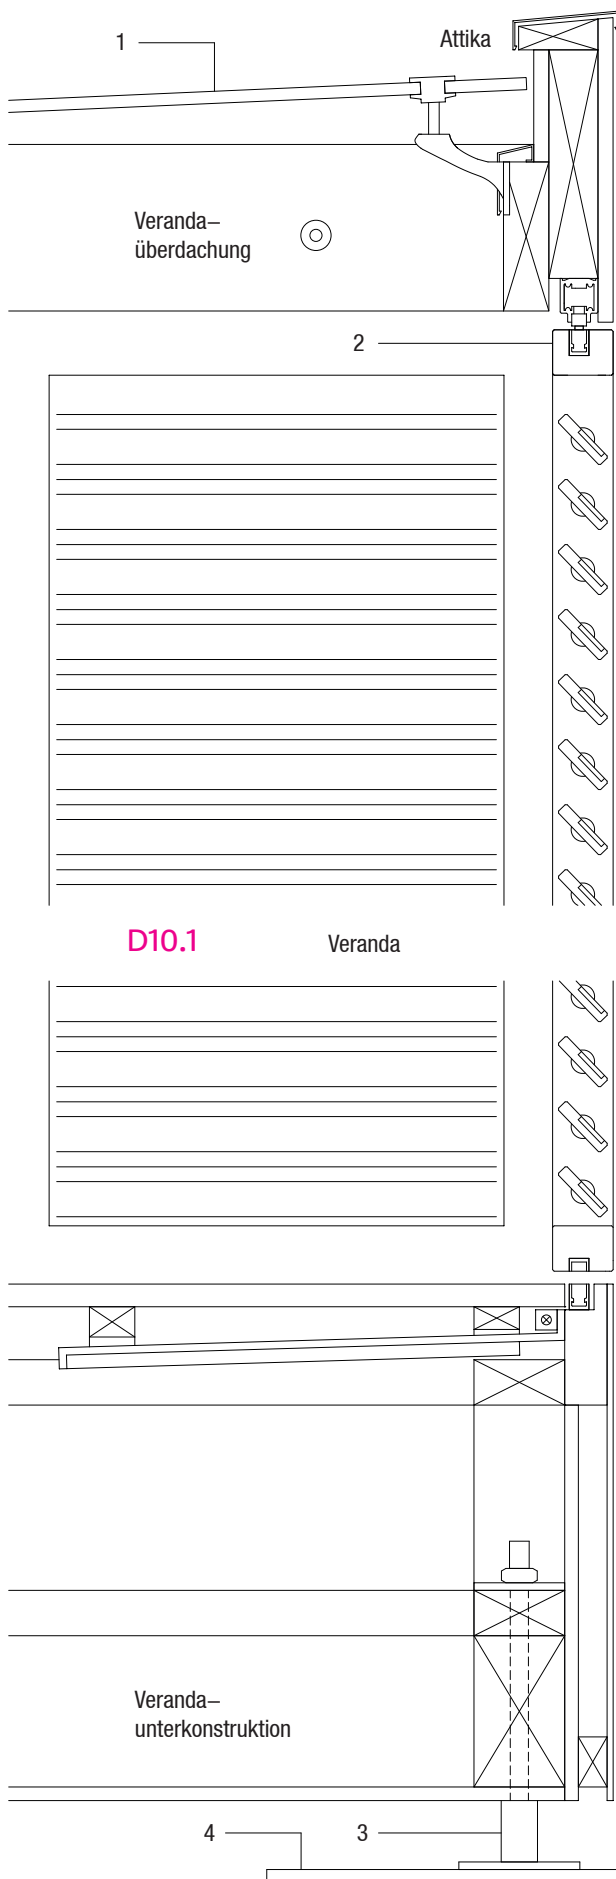 1
Attika
Veranda–
überdachung
2
D10.1
Veranda
Veranda–
unterkonstruktion
4
3